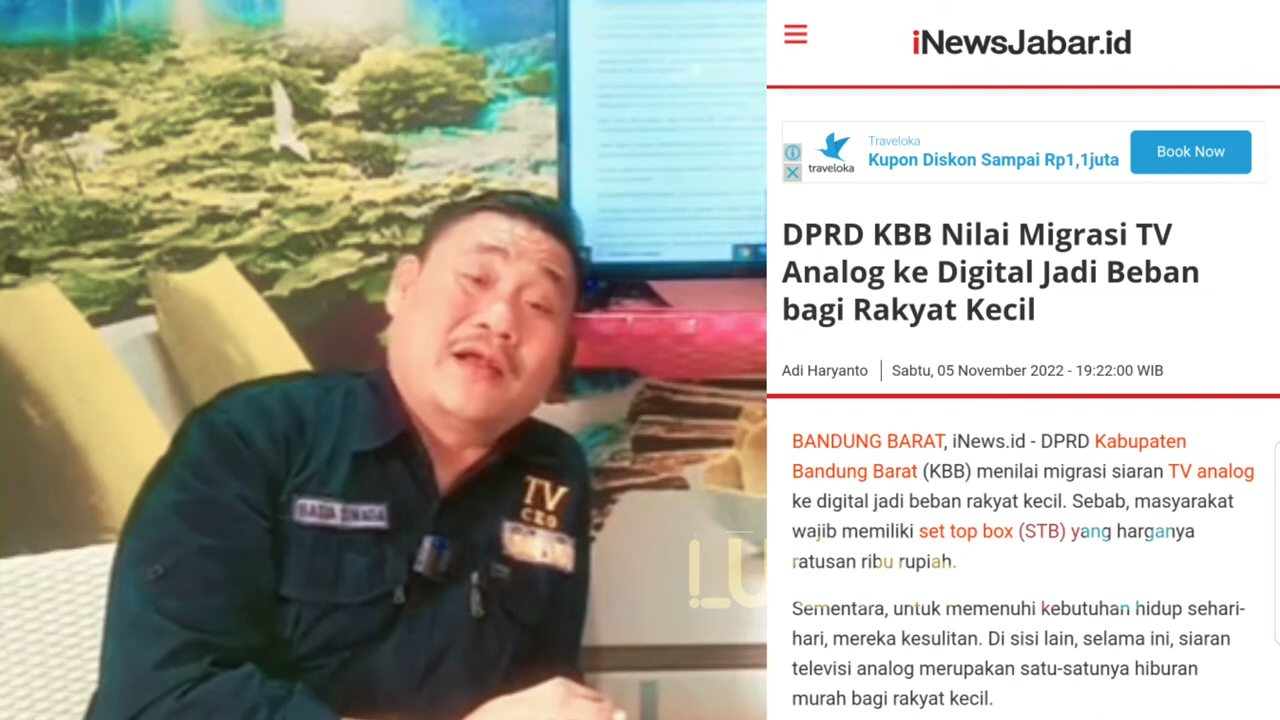 TV
CEO
LU
iNewsJabar.id
Traveloka
traveloka
Kupon Diskon Sampai Rp1,1juta
Book Now
DPRD KBB Nilai Migrasi TV
Analog ke Digital Jadi Beban
bagi Rakyat Kecil
Adi Haryanto
Sabtu, 05 November 2022 - 19:22:00 WIB
BANDUNG BARAT, iNews.id - DPRD Kabupaten
Bandung Barat (KBB) menilai migrasi siaran TV analog
ke digital jadi beban rakyat kecil. Sebab, masyarakat
wajib memiliki set top box (STB) yang harganya
ratusan ribu rupiah.
Sementara, untuk memenuhi kebutuhan hidup sehari-
hari, mereka kesulitan. Di sisi lain, selama ini, siaran
televisi analog merupakan satu-satunya hiburan
murah bagi rakyat kecil.